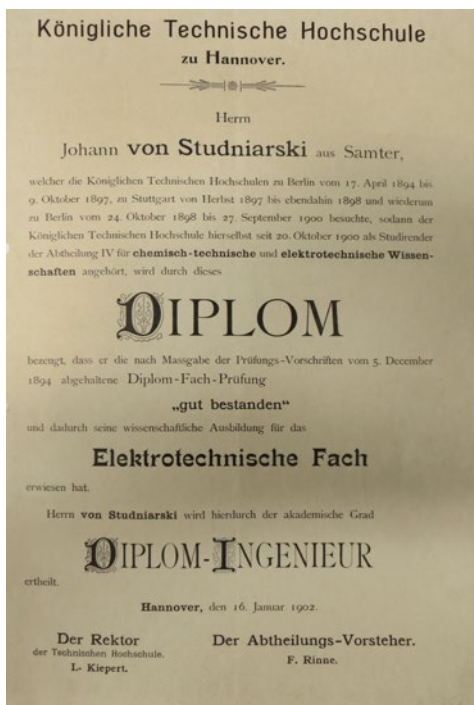 Königliche Technische Hochschule
zu Hannover.
Herrn
Johann von Studniarski aus Samter,
welcher die Königlichen Technischen Hochschulen zu Berlin vom 17. April 1894 bis
9. Oktober 1897, zu Stuttgart von Herbst 1897 bis ebendahin 1898 und wiederum
zu Berlin vom 24. Oktober 1898 bis 27. September 1900 besuchte, sodann der
Königlichen Technischen Hochschule hierselbst seit 20. Oktober 1900 als Studirender
der Abtheilung IV für chemisch-technische und elektrotechnische Wissen-
schaften angehört, wird durch dieses
DIPLOM
bezeugt, dass er die nach Massgabe der Prüfungs-Vorschriften vom 5. December
1894 abgehaltene Diplom-Fach-Prüfung
„gut bestanden“
und dadurch seine wissenschaftliche Ausbildung für das
Elektrotechnische Fach
erwiesen hat.
Herrn von Studniarski wird hierdurch der akademische Grad
DIPLOM-INGENIEUR
ertheilt.
Hannover, den 16. Januar 1902.
Der Rektor
der Technischen Hochschule.
L. Kiepert.
Der Abtheilungs-Vorsteher.
F. Rinne.